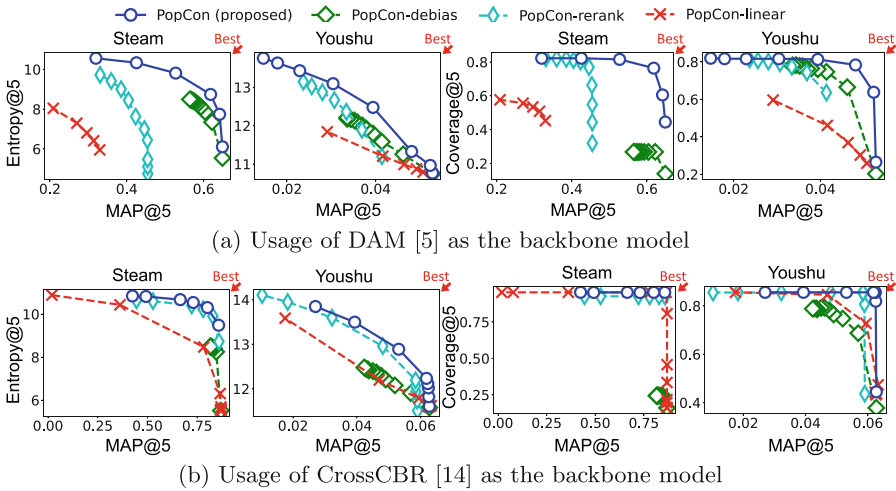 PopCon (proposed) PopCon-debias PopCon-rerank PopCon-linear
Steam Best Youshu Best Steam Best Youshu Best
Entropy@5 10 8 6 13 12 11 Coverage@5 0.8 0.6 0.4 0.2 0.8 0.6 0.4 0.2
0.2 0.4 0.6 0.02 0.04 0.2 0.4 0.6 0.02 0.04
MAP@5 MAP@5 MAP@5 MAP@5
(a) Usage of DAM [5] as the backbone model
Steam Best Youshu Best Steam Best Youshu Best
Entropy@5 10 8 6 14 13 12 Coverage@5 0.75 0.50 0.25 0.8 0.6 0.4
0.00 0.25 0.50 0.75 0.02 0.04 0.06 0.00 0.25 0.50 0.75 0.02 0.04 0.06
MAP@5 MAP@5 MAP@5 MAP@5
(b) Usage of CrossCBR [14] as the backbone model